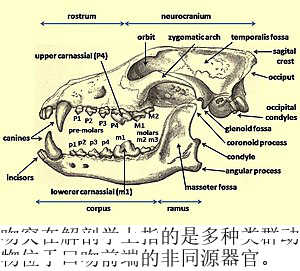 rostrum neurocranium
orbit zygomatic arch temporalis fossa
sagital crest
upper carnassial (P4)
occiput
P1 P2 P3 P4 M1 M2
pre-molars molars
occipital condyles
canines
p1 p2 p3 p4 m1 m2 m3
glenoid fossa
coronoid process
condyle
incisors
angular process
lowerer carnassial (m1)
masseter fossa
corpus ramus
吻突在解剖学上指的是多种类群动
物位于口吻前端的非同源器官。